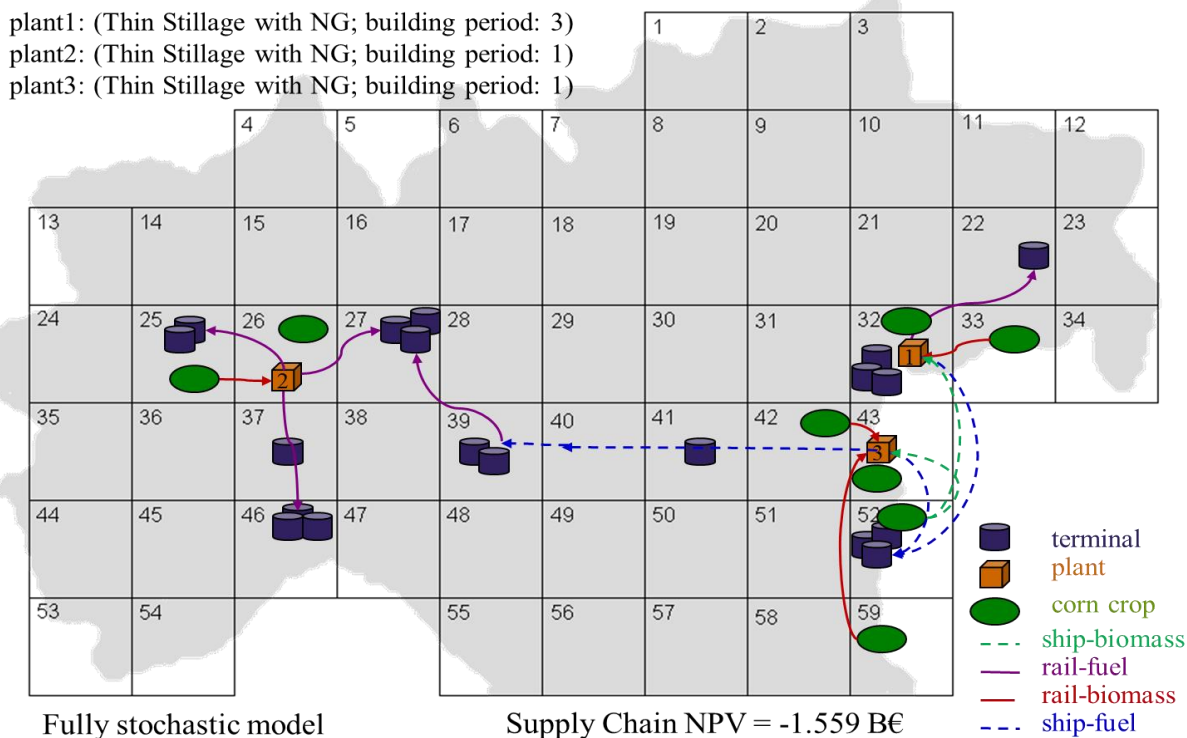 plant1: (Thin Stillage with NG; building period: 3)
plant2: (Thin Stillage with NG; building period: 1)
plant3: (Thin Stillage with NG; building period: 1)
1 2 3
4 5 6 7 8 9 10 11 12
13 14 15 16 17 18 19 20 21 22 23
24 25 26 27 28 29 30 31 32 33 34
1
2
35 36 37 38 39 40 41 42 43
3
44 45 46 47 48 49 50 51 52
53 54 55 56 57 58 59
terminal
plant
corn crop
ship-biomass
rail-fuel
rail-biomass
ship-fuel
Fully stochastic model
Supply Chain NPV = -1.559 B€